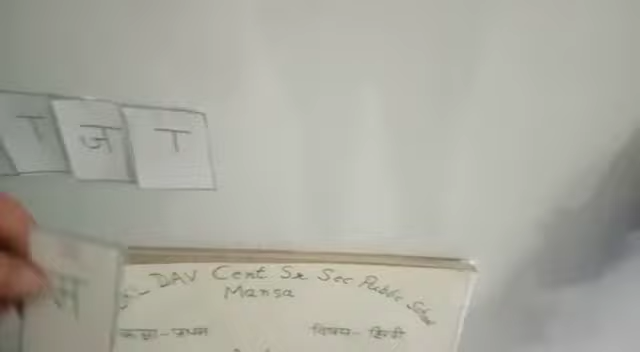 ा ज ा
DAV Cent Sr Sec Public School
Mansa
कक्षा - प्रथम विषय - हिन्दी